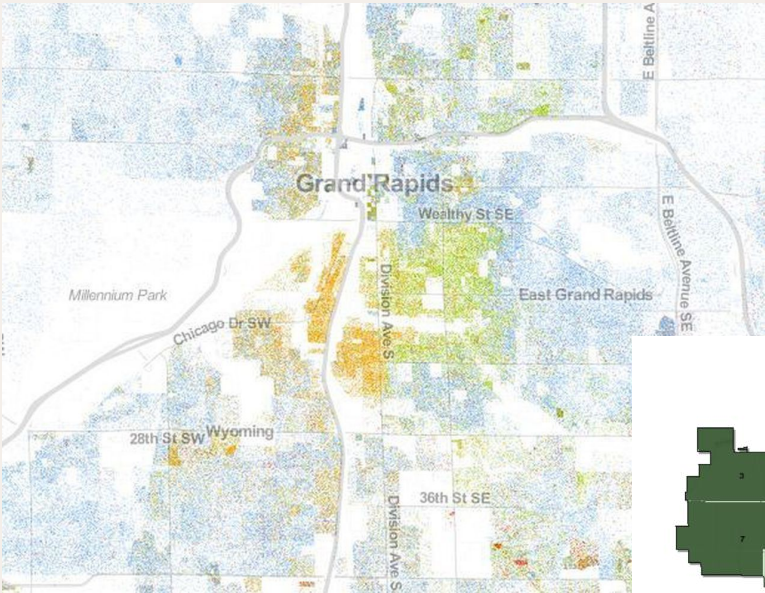 E Beltline A
Grand Rapids
Wealthy St SE
E Beltline Avenue SE
Millennium Park
Division Ave S
East Grand Rapids
Chicago Dr SW
28th St SW
Wyoming
36th St SE
Division Ave S
3
7